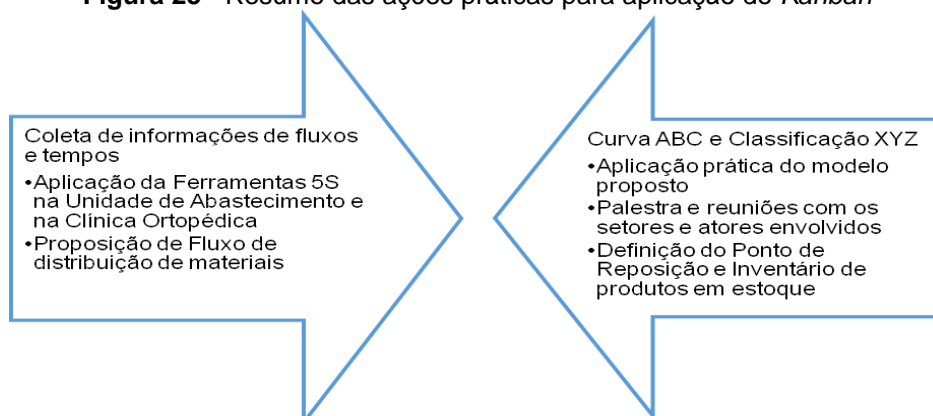 Figura 23 - Resumo das ações práticas para aplicação do Kanban
Coleta de informações de fluxos
e tempos
•Aplicação da Ferramentas 5S
na Unidade de Abastecimento e
na Clínica Ortopédica
•Proposição de Fluxo de
distribuição de materiais
Curva ABC e Classificação XYZ
•Aplicação prática do modelo
proposto
•Palestra e reuniões com os
setores e atores envolvidos
•Definição do Ponto de
Reposição e Inventário de
produtos em estoque